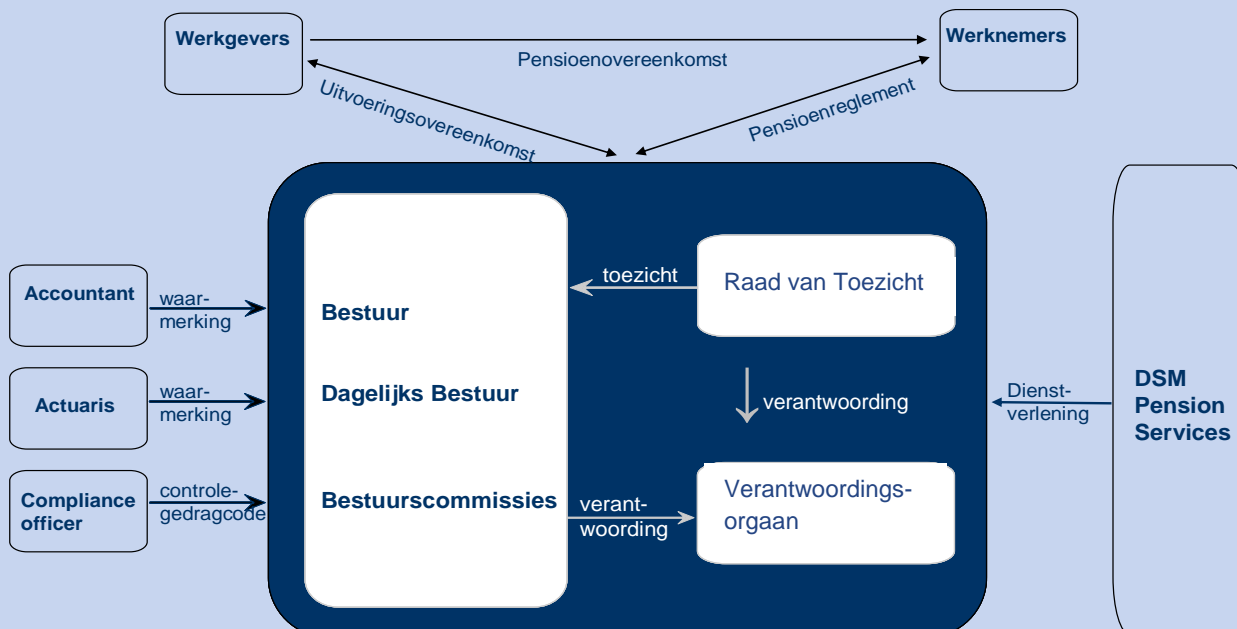 Werkgevers
Werknemers
Pensioenovereenkomst
Uitvoeringsovereenkomst
Pensioenreglement
Accountant
waar-
merking
Actuaris
waar-
merking
Compliance
officer
controle-
gedragcode
Bestuur
Dagelijks Bestuur
Bestuurscommissies
toezicht
Raad van Toezicht
verantwoording
verant-
woording
Verantwoordings-
orgaan
Dienst-
verlening
DSM
Pension
Services